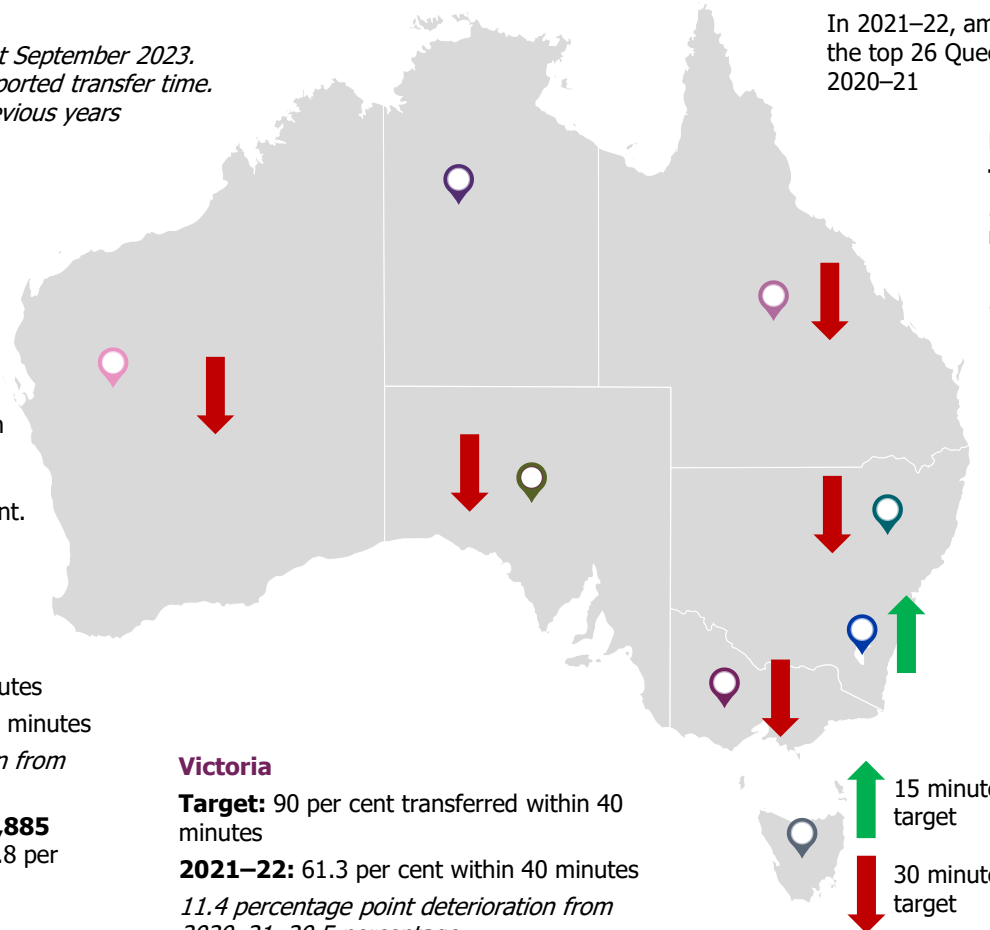 t September 2023.
ported transfer time.
evious years
In 2021–22, am
the top 26 Quee
2020–21
nt.
utes
minutes
n from
,885
.8 per
Victoria
Target: 90 per cent transferred within 40
minutes
2021–22: 61.3 per cent within 40 minutes
11.4 percentage point deterioration from
15 minute
target
30 minute
target